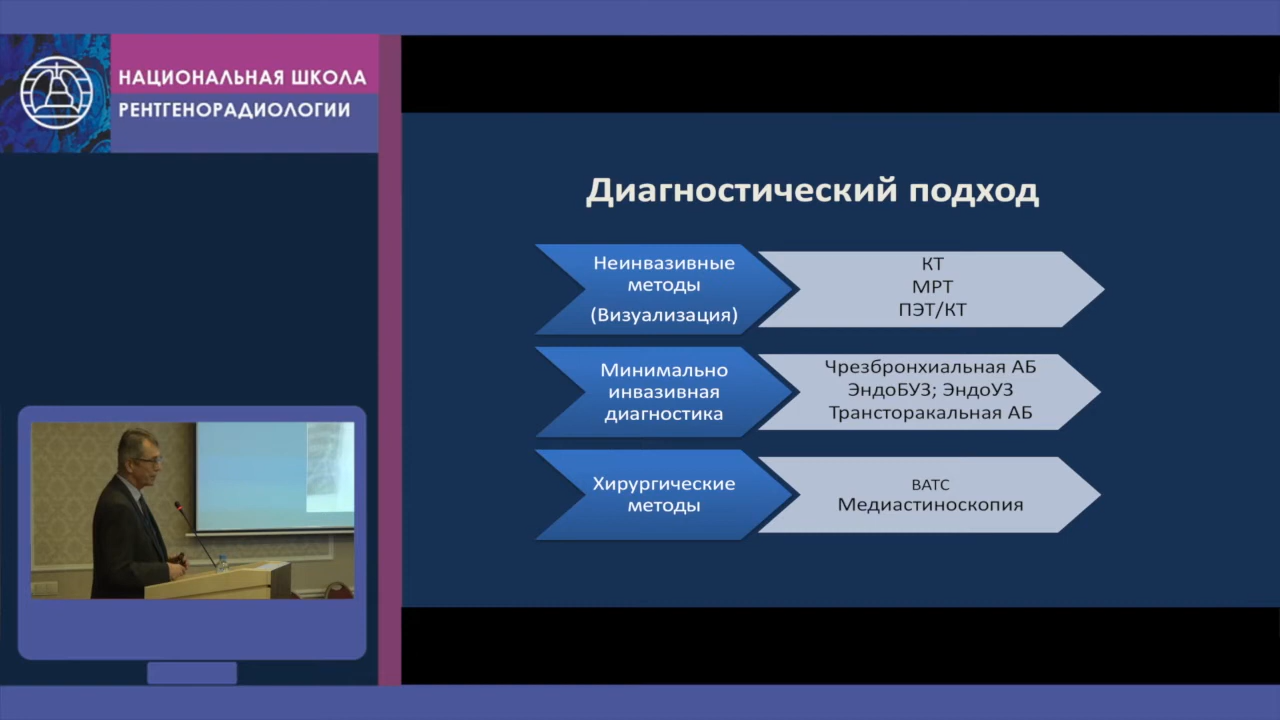 НАЦИОНАЛЬНАЯ ШКОЛА
РЕНТГЕНОРАДИОЛОГИИ
Диагностический подход
Неинвазивные
методы
(Визуализация)
КТ
МРТ
ПЭТ/КТ
Минимально
инвазивная
диагностика
Чрезбронхиальная АБ
ЭндоБУЗ; ЭндоУЗ
Трансторакальная АБ
Хирургические
методы
ВАТС
Медиастиноскопия